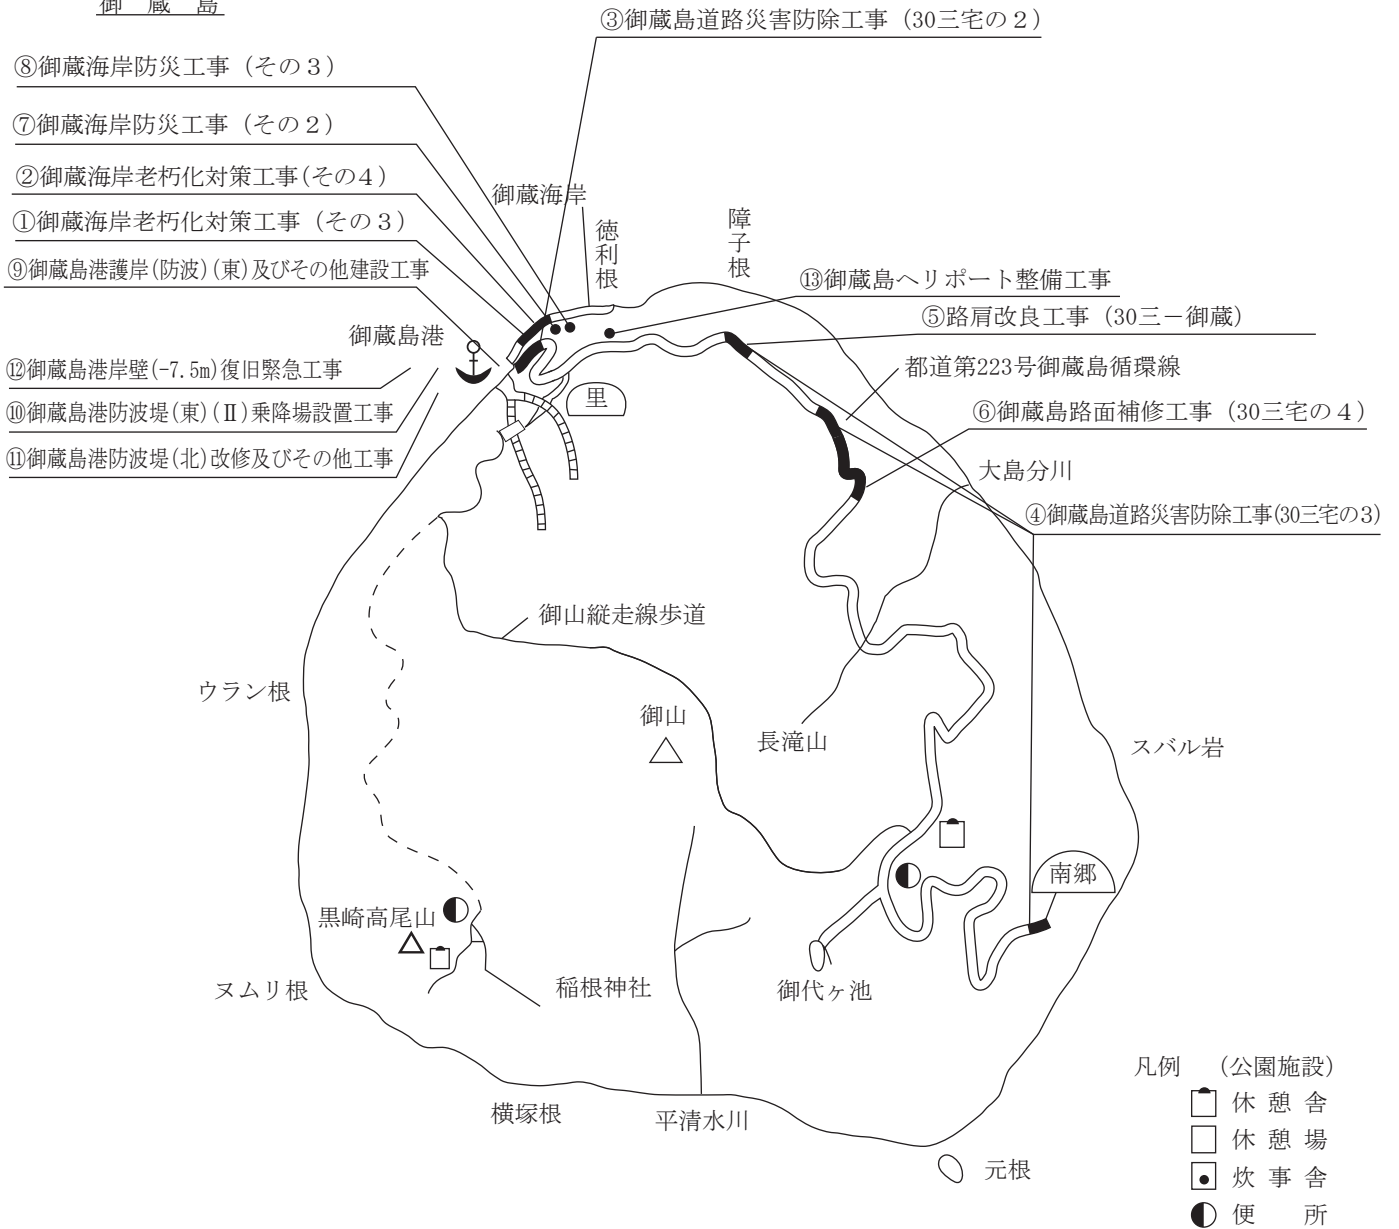 御蔵島
③御蔵島道路災害防除工事（30三宅の２）
⑧御蔵海岸防災工事（その３）
⑦御蔵海岸防災工事（その２）
②御蔵海岸老朽化対策工事(その４)
御蔵海岸
①御蔵海岸老朽化対策工事（その３）
徳利根
障子根
⑨御蔵島港護岸(防波)(東)及びその他建設工事
⑬御蔵島ヘリポート整備工事
⑤路肩改良工事（30三－御蔵）
御蔵島港
⑫御蔵島港岸壁(-7.5m)復旧緊急工事
都道第223号御蔵島循環線
里
⑩御蔵島港防波堤(東)(Ⅱ)乗降場設置工事
⑥御蔵島路面補修工事（30三宅の４）
⑪御蔵島港防波堤(北)改修及びその他工事
大島分川
④御蔵島道路災害防除工事(30三宅の3)
御山縦走線歩道
ウラン根
御山
長滝山
スバル岩
南郷
黒崎高尾山
ヌムリ根
稲根神社
御代ヶ池
横塚根
平清水川
元根
凡例　（公園施設）
休憩舎
休憩場
炊事舎
便所